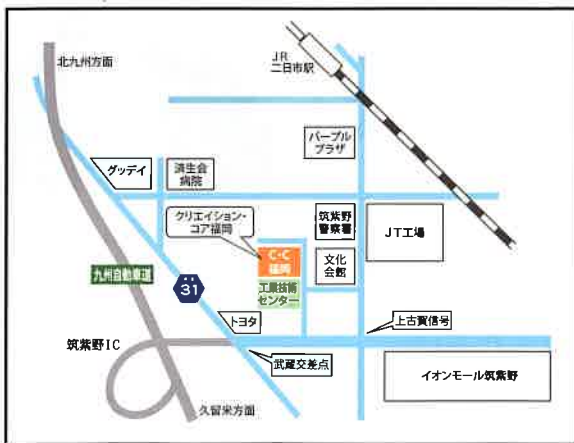 北九州方面
JR
二日市駅
パープル
プラザ
グッデイ
済生会
病院
クリエイション・
コア福岡
筑紫野
警察署
JT工場
C・C
福岡
文化
会館
九州自動車道
31
工業技術
センター
トヨタ
上古賀信号
筑紫野IC
武蔵交差点
イオンモール筑紫野
久留米方面